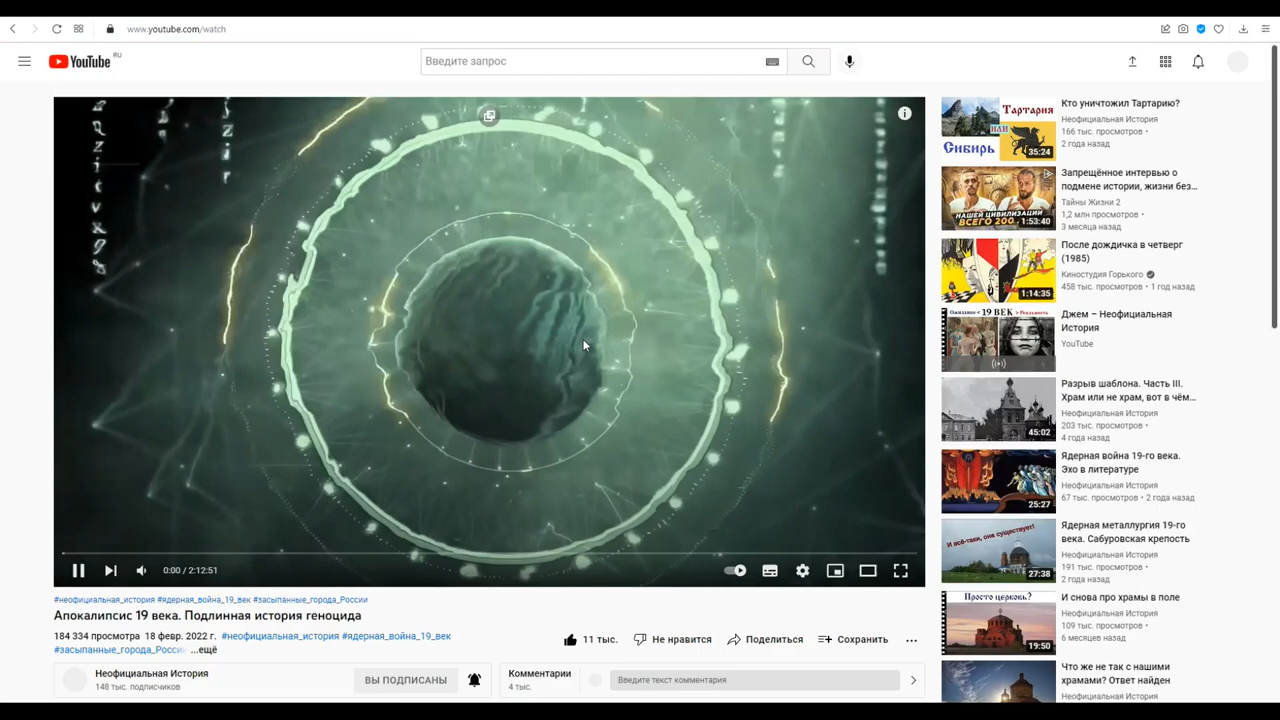 www.youtube.com/watch
YouTube RU
Введите запрос
0:00 / 2:12:51
#неофициальная_история #ядерная_война_19_век #засыпанные_города_России
Апокалипсис 19 века. Подлинная история геноцида
184 334 просмотра 18 февр. 2022 г. #неофициальная_история #ядерная_война_19_век
#засыпанные_города_России ...ещё
11 тыс.
Не нравится
Поделиться
Сохранить
Неофициальная История
148 тыс. подписчиков
ВЫ ПОДПИСАНЫ
Комментарии
4 тыс.
Введите текст комментария
Тартария
или
Сибирь
35:24
Кто уничтожил Тартарию?
Неофициальная История
166 тыс. просмотров •
2 года назад
НАШЕЙ ЦИВИЛИЗАЦИИ
ВСЕГО 200
1:53:40
Запрещённое интервью о
подмене истории, жизни без...
Тайны Жизни 2
1,2 млн просмотров •
3 месяца назад
1:14:35
После дождичка в четверг
(1985)
Киностудия Горького
458 тыс. просмотров • 1 год назад
Ожидание < 19 ВЕК > Реальность
Джем – Неофициальная
История
YouTube
45:02
Разрыв шаблона. Часть III.
Храм или не храм, вот в чём...
Неофициальная История
203 тыс. просмотров •
4 года назад
25:27
Ядерная война 19-го века.
Эхо в литературе
Неофициальная История
67 тыс. просмотров • 2 года назад
И всё-таки, она существует!
27:38
Ядерная металлургия 19-го
века. Сабуровская крепость
Неофициальная История
191 тыс. просмотров •
2 года назад
Просто церковь?
19:50
И снова про храмы в поле
Неофициальная История
109 тыс. просмотров •
6 месяцев назад
Что же не так с нашими
храмами? Ответ найден
Неофициальная История